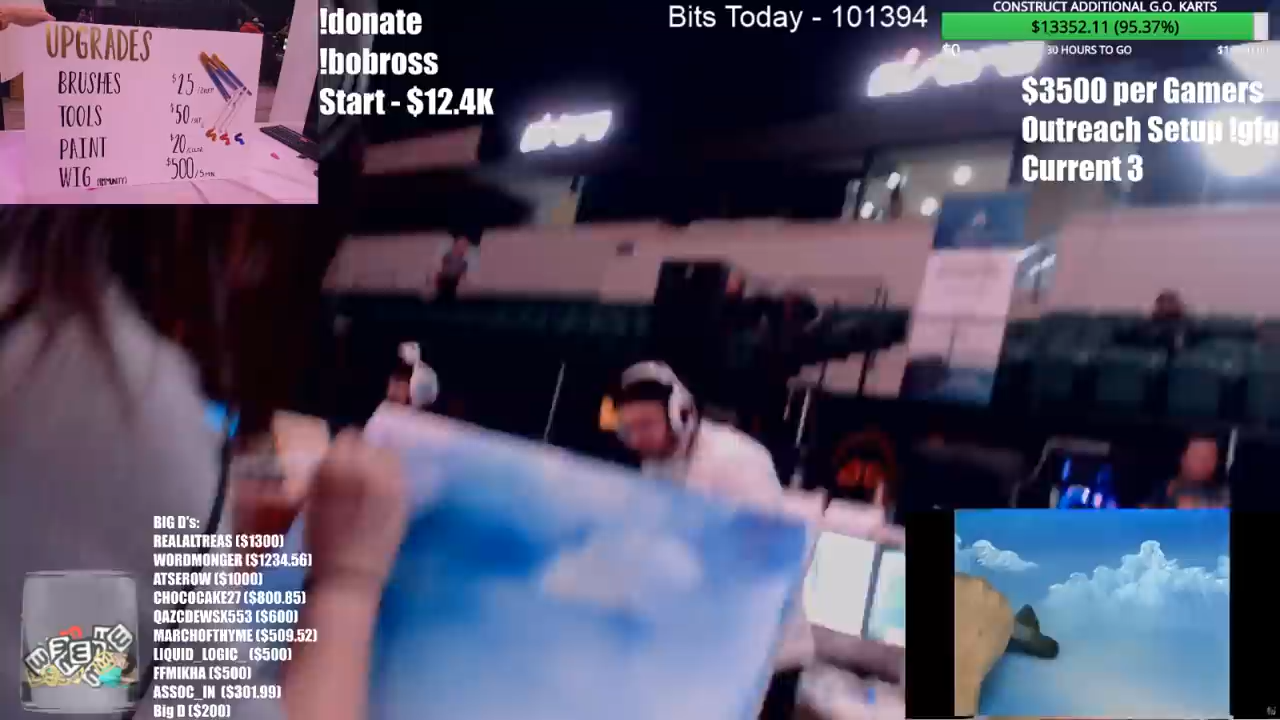 UPGRADES
BRUSHES $25
TOOLS $50
PAINT $20
WIG $500/5
!donate
!bobross
Start - $12.4K
Bits Today - 101394
CONSTRUCT ADDITIONAL G.O. KARTS
$13352.11 (95.37%)
$0 30 HOURS TO GO
$3500 per Gamers
Outreach Setup !gfg
Current 3
BIG D's:
REALALTREAS ($1300)
WORDMONGER ($1234.56)
ATSEROW ($1000)
CHOCOCAKE27 ($800.85)
QAZCDEWSX553 ($600)
MARCHOFTHYME ($509.52)
LIQUID_LOGIC_ ($500)
FFMIKHA ($500)
ASSOC_IN ($301.99)
Big D ($200)